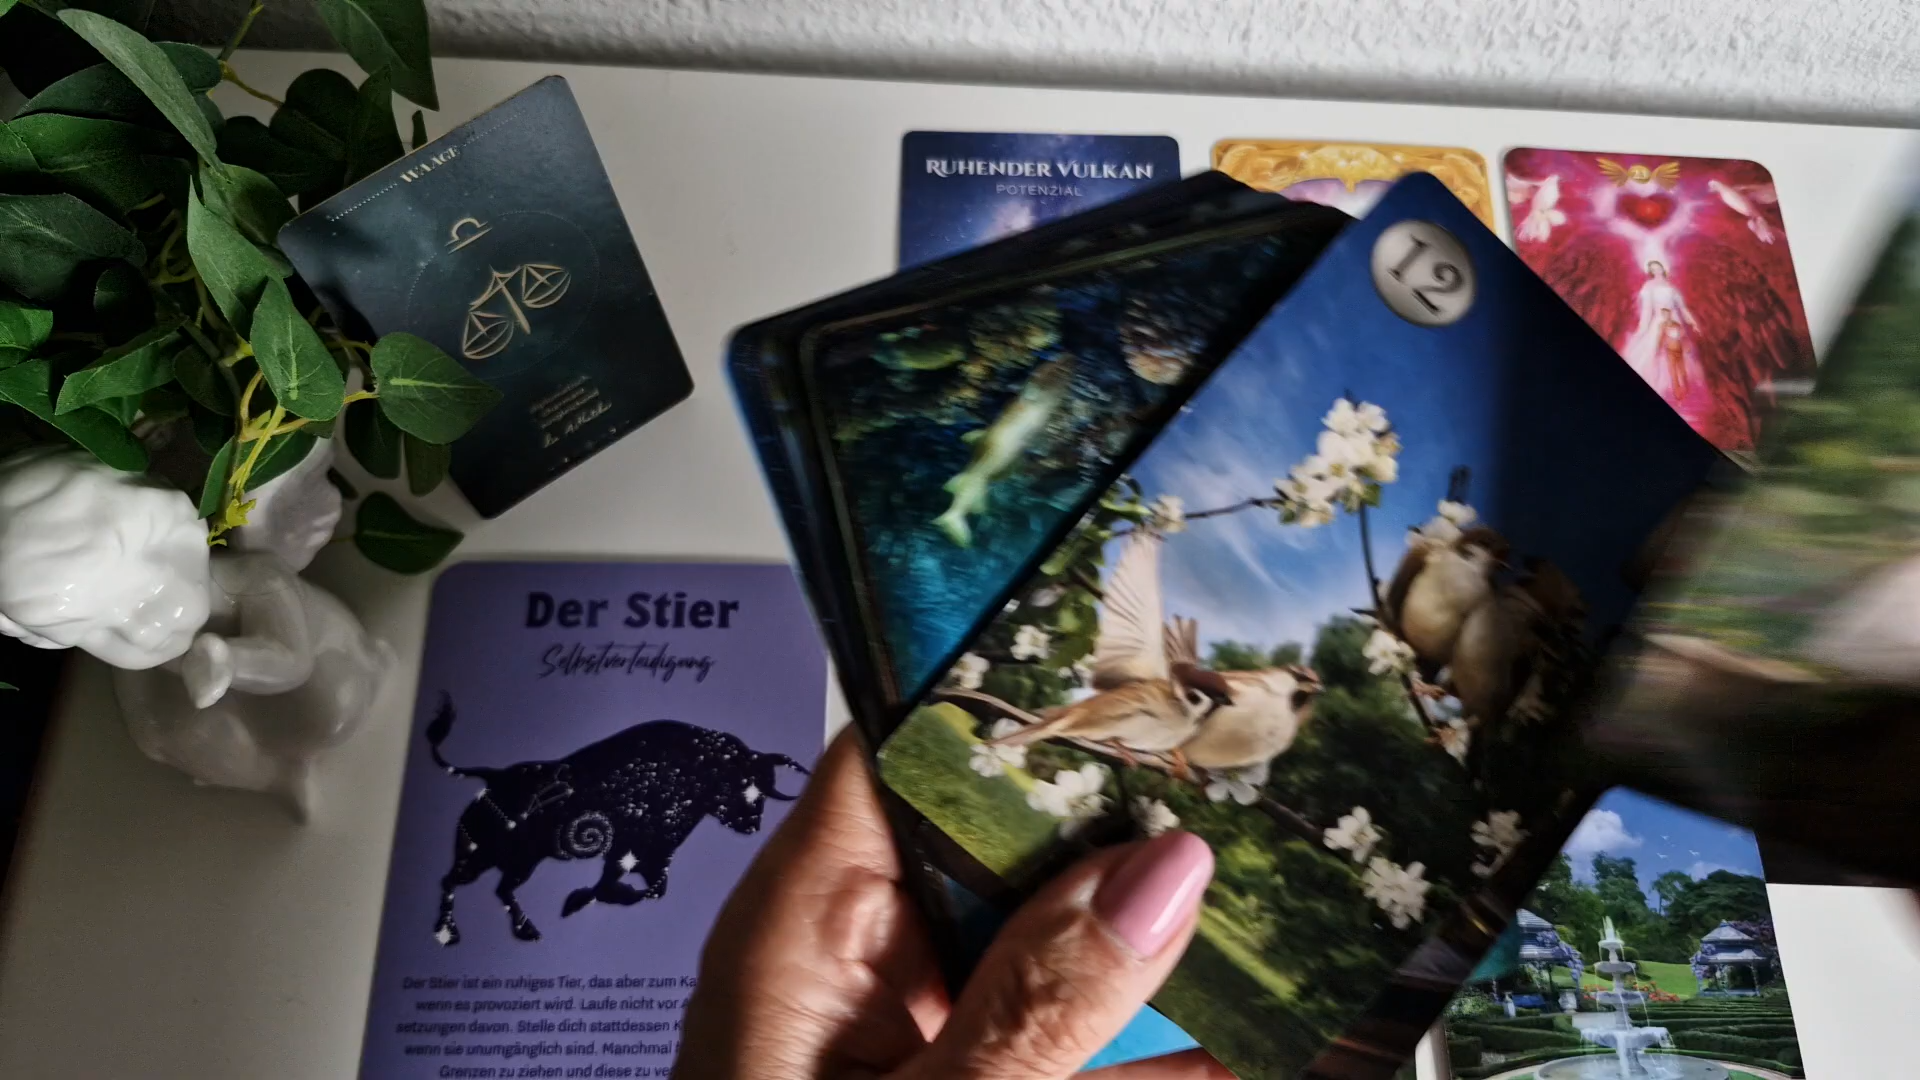 WAAGE
RUHENDER VULKAN
POTENZIAL
12
Der Stier
Selbstverteidigung
Der Stier ist ein ruhiges Tier, das aber zum
wenn es provoziert wird. Laufe nicht vor
setzungen davon. Stelle dich stattdessen
wenn sie unumgänglich sind. Manchmal
Grenzen zu ziehen und diese zu